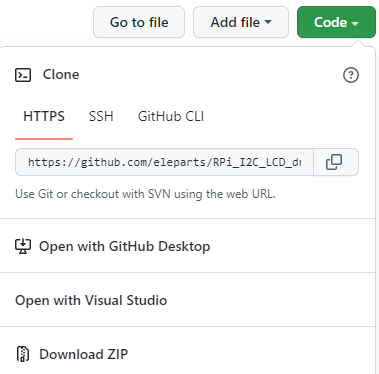 Go to file Add file Code
Clone
HTTPS SSH GitHub CLI
https://github.com/eleparts/RPi_I2C_LCD_d
Use Git or checkout with SVN using the web URL.
Open with GitHub Desktop
Open with Visual Studio
Download ZIP